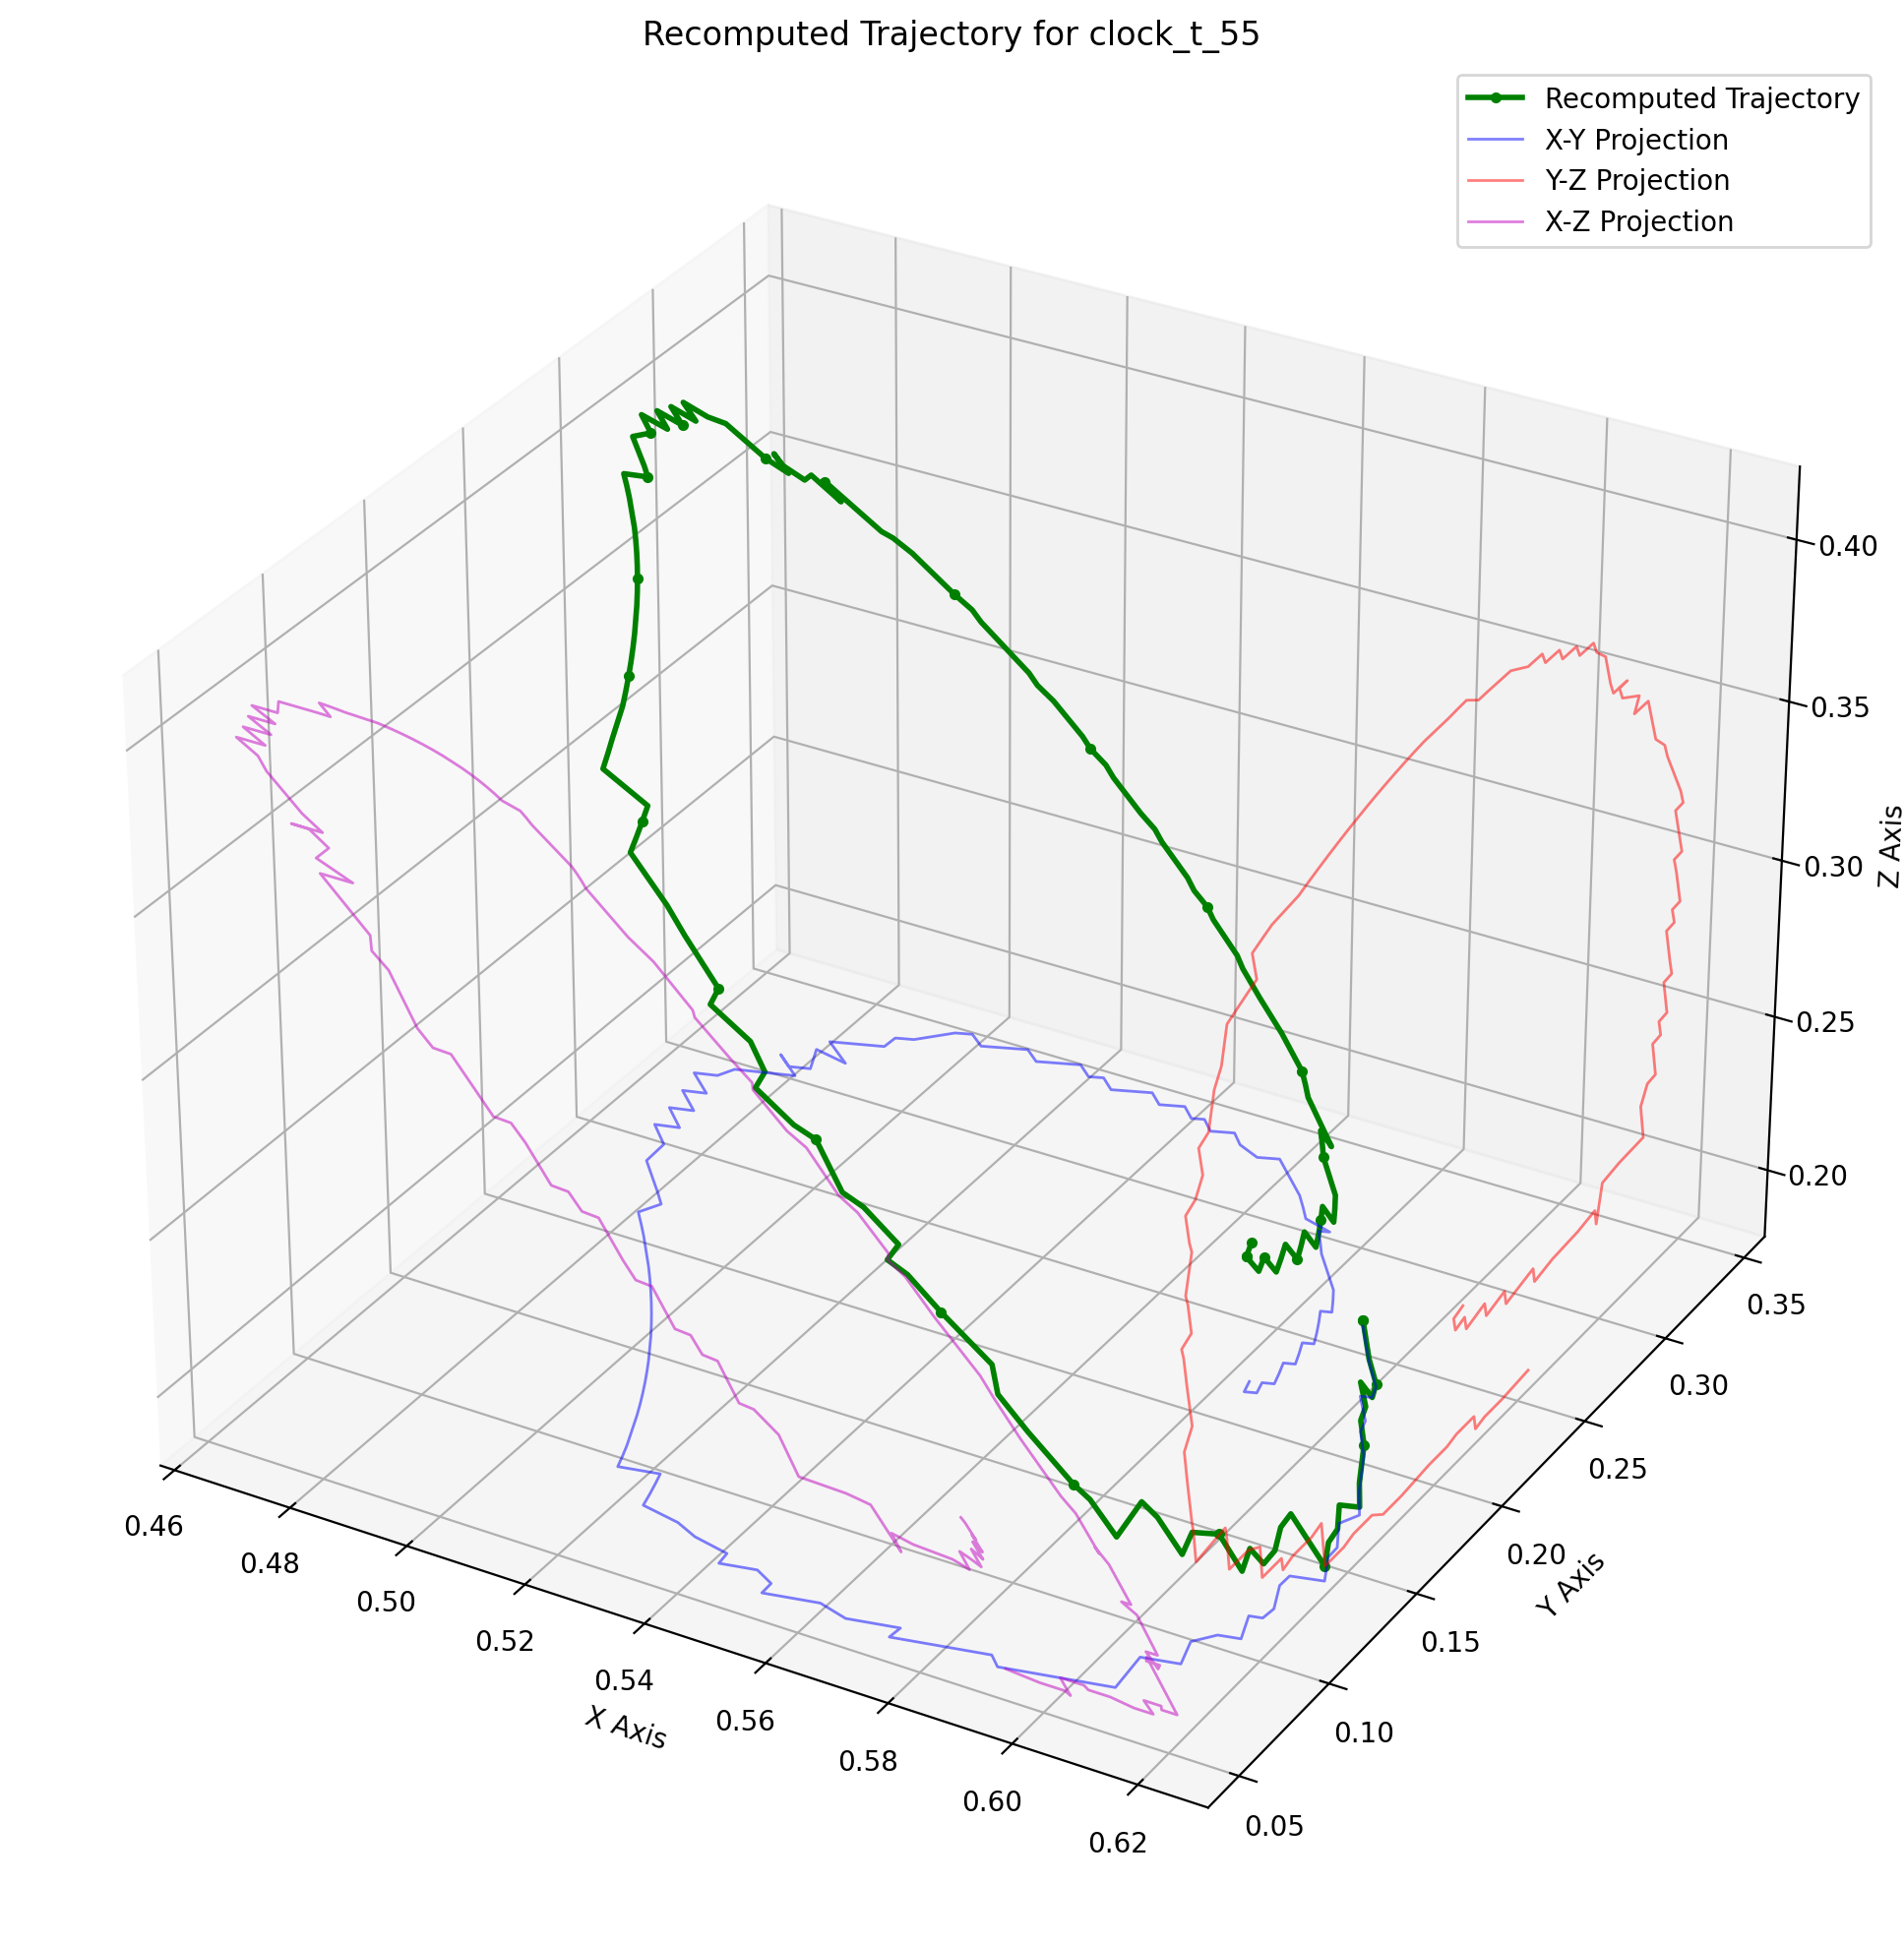 Recomputed Trajectory for clock_t_55
Recomputed Trajectory
X-Y Projection
Y-Z Projection
X-Z Projection
0.40
0.35
0.30
0.25
0.20
Z Axis
0.35
0.30
0.25
0.20
0.15
0.10
0.05
Y Axis
0.46
0.48
0.50
0.52
0.54
0.56
0.58
0.60
0.62
X Axis